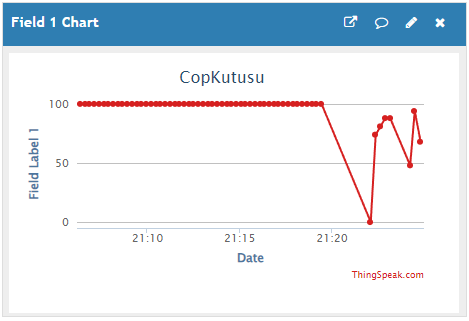 Field 1 Chart
CopKutusu
Field Label 1
100
50
0
21:10 21:15 21:20
Date
ThingSpeak.com